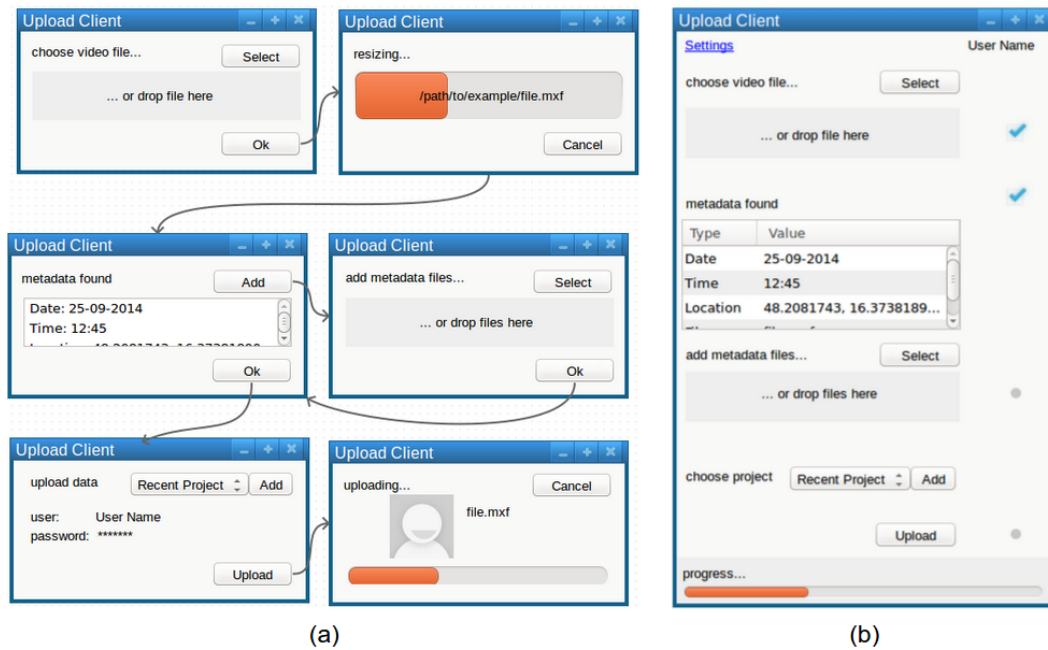 Upload Client
choose video file...
Select
... or drop file here
Ok
Upload Client
resizing...
/path/to/example/file.mxf
Cancel
Upload Client
metadata found
Add
Date: 25-09-2014
Time: 12:45
Upload Client
add metadata files...
Select
... or drop files here
Ok
Ok
Upload Client
upload data
Recent Project
Add
user: User Name
password: *******
Upload
Upload Client
uploading...
Cancel
file.mxf
(a)
Upload Client
Settings
User Name
choose video file...
Select
... or drop file here
metadata found
Type Value
Date 25-09-2014
Time 12:45
Location 48.2081743, 16.3738189...
add metadata files...
Select
... or drop files here
choose project
Recent Project
Add
Upload
progress...
(b)